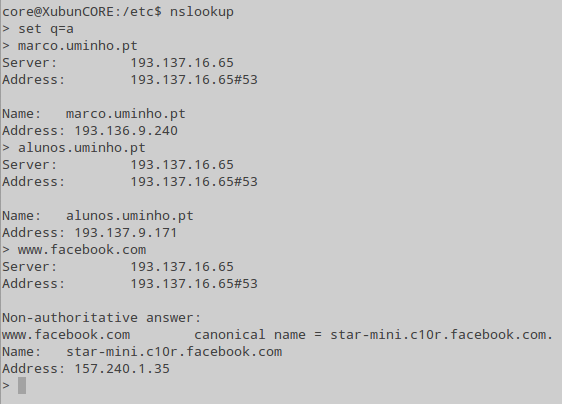 core@XubunCORE:/etc$ nslookup
> set q=a
> marco.uminho.pt
Server:         193.137.16.65
Address:        193.137.16.65#53

Name:   marco.uminho.pt
Address: 193.136.9.240
> alunos.uminho.pt
Server:         193.137.16.65
Address:        193.137.16.65#53

Name:   alunos.uminho.pt
Address: 193.137.9.171
> www.facebook.com
Server:         193.137.16.65
Address:        193.137.16.65#53

Non-authoritative answer:
www.facebook.com        canonical name = star-mini.c10r.facebook.com.
Name:   star-mini.c10r.facebook.com
Address: 157.240.1.35
>